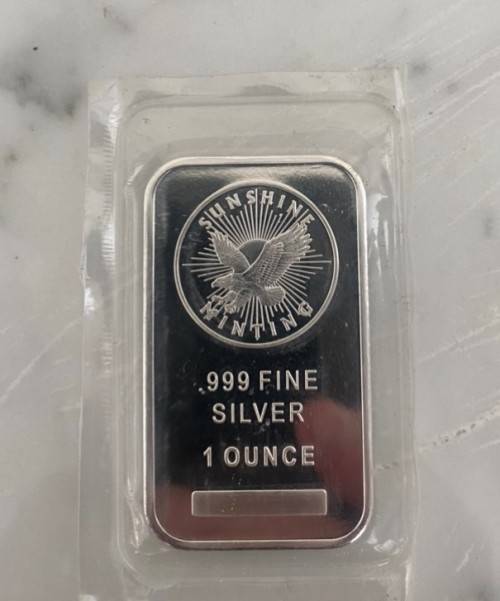 SUNSHINE
MINTING
.999 FINE
SILVER
1 OUNCE